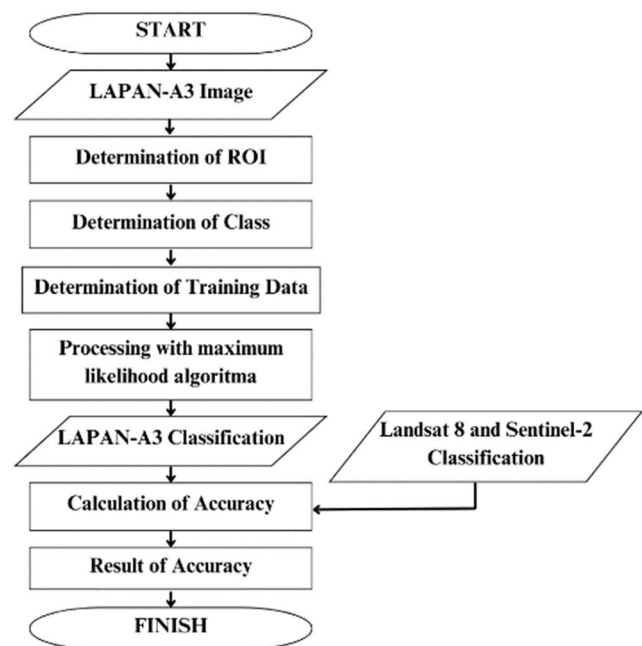 START
LAPAN-A3 Image
Determination of ROI
Determination of Class
Determination of Training Data
Processing with maximum
likelihood algoritma
LAPAN-A3 Classification
Landsat 8 and Sentinel-2
Classification
Calculation of Accuracy
Result of Accuracy
FINISH